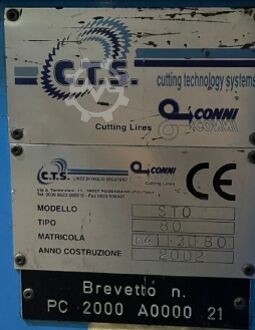 C.T.S.
cutting technology systems
CONNI
Cutting Lines
C.T.S.
CONNI
CE
Cutting Lines
MODELLO STO
TIPO 80
MATRICOLA
ANNO COSTRUZIONE 2002
Brevetto n.
PC 2000 A0000 21